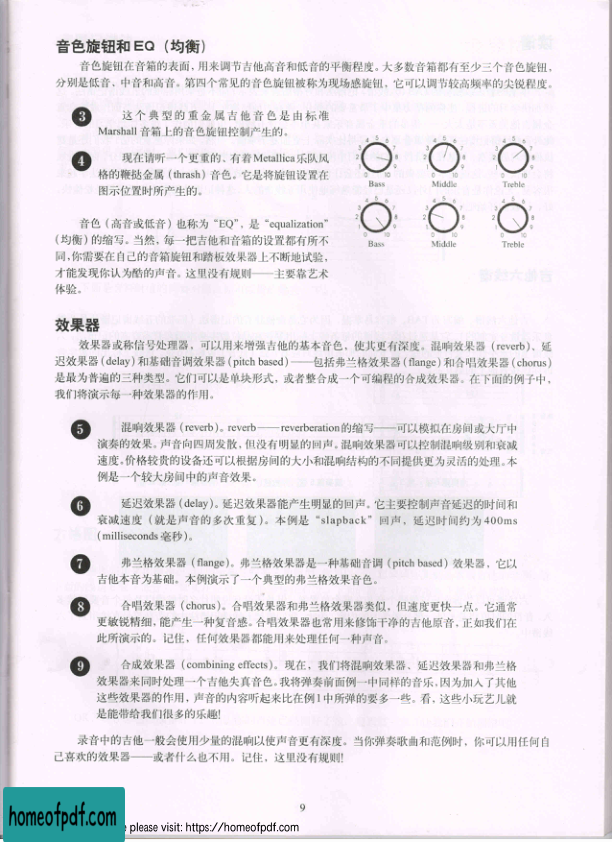 音色旋钮和EQ（均衡）
音色旋钮在音箱的表面，用来调节吉他高音和低音的平衡程度。大多数音箱都有至少三个音色旋钮，
分别是低音、中音和高音。第四个常见的音色旋钮被称为现场感旋钮，它可以调节较高频率的尖锐程度。
3 这个典型的重金属吉他音色是由标准
Marshall 音箱上的音色旋钮控制产生的。
4 现在请听一个更重的、有着Metallica乐队风
格的鞭挞金属（thrash）音色。它是将旋钮设置在
图示位置时所产生的。
Bass Middle Treble
Bass Middle Treble
音色（高音或低音）也称为“EQ”，是“equalization”
（均衡）的缩写。当然，每一把吉他和音箱的设置都有所不
同，你需要在自己的音箱旋钮和踏板效果器上不断地试验，
才能发现你认为酷的声音。这里没有规则——主要靠艺术
体验。
效果器
效果器或称信号处理器，可以用来增强吉他的基本音色，使其更有深度。混响效果器（reverb）、延
迟效果器（delay）和基础音调效果器（pitch based）——包括弗兰格效果器（flange）和合唱效果器（chorus）
是最为普遍的三种类型。它们可以是单块形式，或者整合成一个可编程的合成效果器。在下面的例子中，
我们将演示每一种效果器的作用。
5 混响效果器（reverb）。reverb——reverberation的缩写——可以模拟在房间或大厅中
演奏的效果。声音向四周发散，但没有明显的回声。混响效果器可以控制混响级别和衰减
速度。价格较贵的设备还可以根据房间的大小和混响结构的不同提供更为灵活的处理。本
例是一个较大房间中的声音效果。
6 延迟效果器（delay）。延迟效果器能产生明显的回声。它主要控制声音延迟的时间和
衰减速度（就是声音的多次重复）。本例是“slapback”回声，延迟时间约为400ms
（milliseconds 毫秒）。
7 弗兰格效果器（flange）。弗兰格效果器是一种基础音调（pitch based）效果器，它以
吉他本音为基础。本例演示了一个典型的弗兰格效果音色。
8 合唱效果器（chorus）。合唱效果器和弗兰格效果器类似，但速度更快一点。它通常
更敏锐精细，能产生一种复音感。合唱效果器也常用来修饰干净的吉他原音，正如我们在
此所演示的。记住，任何效果器都能用来处理任何一种声音。
9 合成效果器（combining effects）。现在，我们将混响效果器、延迟效果器和弗兰格
效果器来同时处理一个吉他失真音色。我将弹奏前面例一中同样的音乐，因为加入了其他
这些效果器的作用，声音的内容听起来比在例1中所弹的要多一些。看，这些小玩艺儿就
是能带给我们很多的乐趣！
录音中的吉他一般会使用少量的混响以使声音更有深度。当你弹奏歌曲和范例时，你可以用任何自
己喜欢的效果器——或者什么也不用。记住，这里没有规则！
9
homeofpdf.com
please visit: https://homeofpdf.com